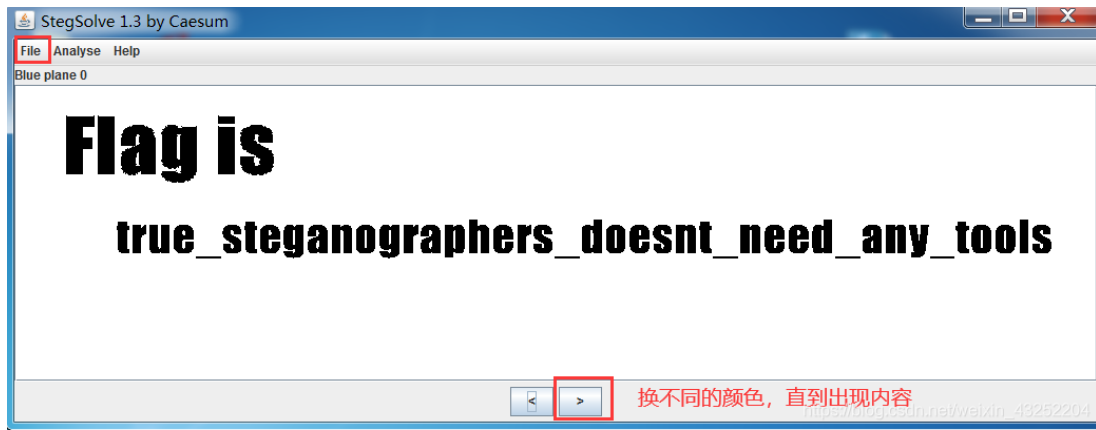 StegSolve 1.3 by Caesum
File Analyse Help
Blue plane 0
Flag is
true_steganographers_doesnt_need_any_tools
< >
换不同的颜色，直到出现内容
https://blog.csdn.net/weixin_43252204